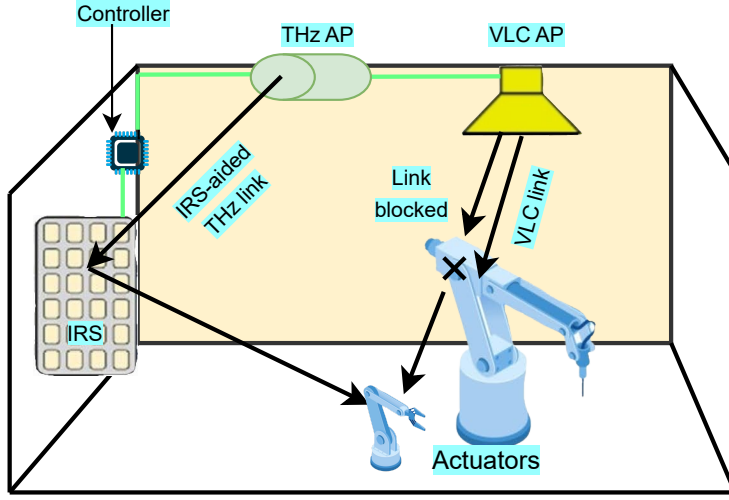 Controller
THz AP
VLC AP
IRS-aided
THz link
Link
blocked
VLC link
IRS
Actuators